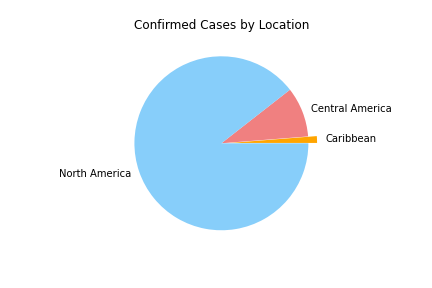 Confirmed Cases by Location
Central America
Caribbean
North America